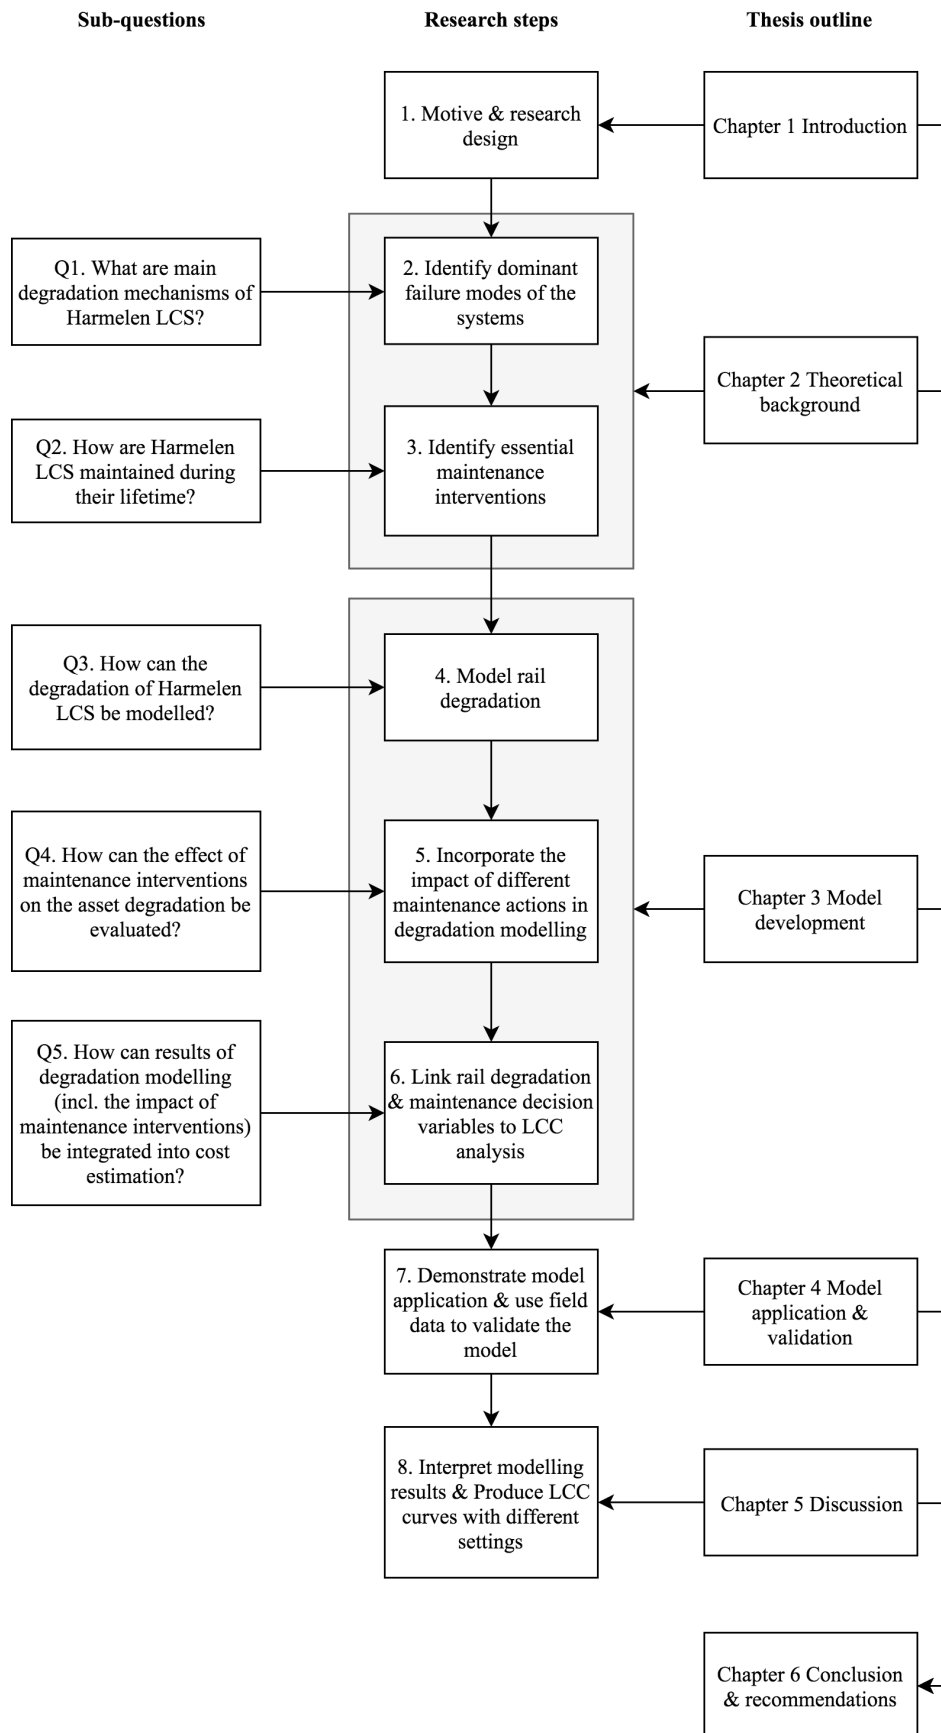 Sub-questions
Research steps
Thesis outline
1. Motive & research
design
Chapter 1 Introduction
Q1. What are main
degradation mechanisms of
Harmelen LCS?
2. Identify dominant
failure modes of the
systems
Chapter 2 Theoretical
background
Q2. How are Harmelen
LCS maintained during
their lifetime?
3. Identify essential
maintenance
interventions
Q3. How can the
degradation of Harmelen
LCS be modelled?
4. Model rail
degradation
Q4. How can the effect of
maintenance interventions
on the asset degradation be
evaluated?
5. Incorporate the
impact of different
maintenance actions in
degradation modelling
Chapter 3 Model
development
Q5. How can results of
degradation modelling
(incl. the impact of
maintenance interventions)
be integrated into cost
estimation?
6. Link rail degradation
& maintenance decision
variables to LCC
analysis
7. Demonstrate model
application & use field
data to validate the
model
Chapter 4 Model
application &
validation
8. Interpret modelling
results & Produce LCC
curves with different
settings
Chapter 5 Discussion
Chapter 6 Conclusion
& recommendations